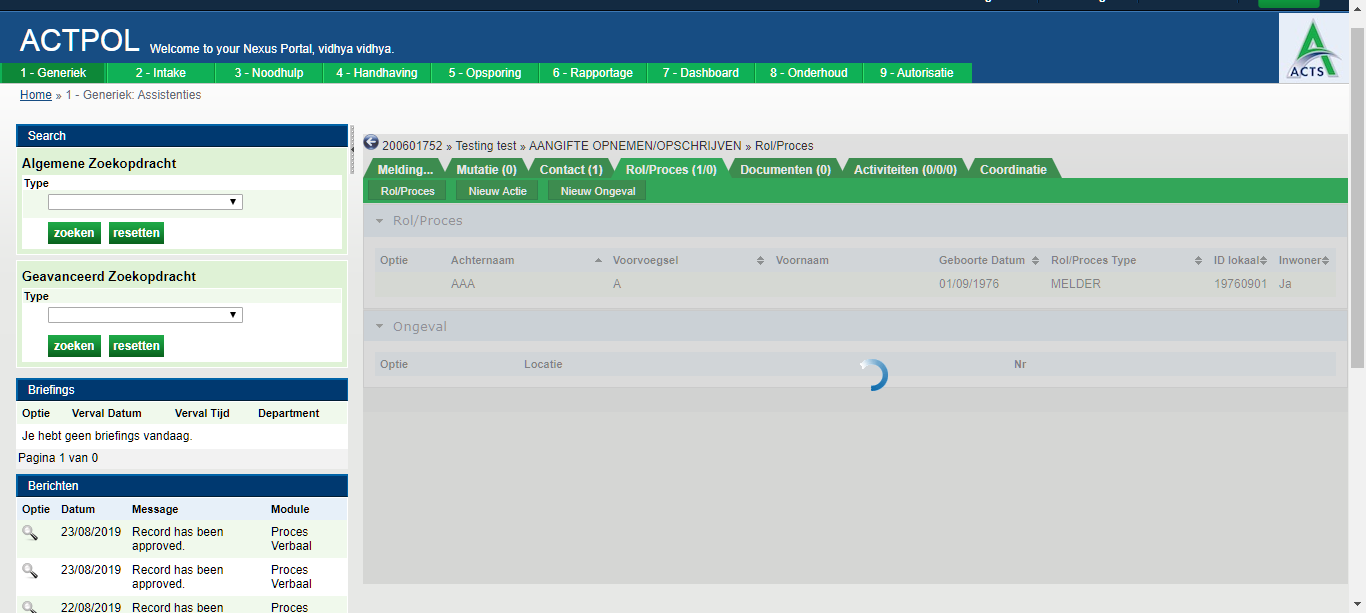 ACTPOL Welcome to your Nexus Portal, vidhya vidhya.
ACTS
1 - Generiek 2 - Intake 3 - Noodhulp 4 - Handhaving 5 - Opsporing 6 - Rapportage 7 - Dashboard 8 - Onderhoud 9 - Autorisatie
Home » 1 - Generiek: Assistenties
Search
Algemene Zoekopdracht
Type
zoeken resetten
Geavanceerd Zoekopdracht
Type
zoeken resetten
Briefings
Optie Verval Datum Verval Tijd Department
Je hebt geen briefings vandaag.
Pagina 1 van 0
Berichten
Optie Datum Message Module
23/08/2019 Record has been Proces
approved. Verbaal
23/08/2019 Record has been Proces
approved. Verbaal
22/08/2019 Record has been Proces
200601752 » Testing test » AANGIFTE OPNEMEN/OPSCHRIJVEN » Rol/Proces
Melding... Mutatie (0) Contact (1) Rol/Proces (1/0) Documenten (0) Activiteiten (0/0/0) Coordinatie
Rol/Proces Nieuw Actie Nieuw Ongeval
Rol/Proces
Optie Achternaam Voorvoegsel Voornaam Geboorte Datum Rol/Proces Type ID lokaal Inwoner
AAA A 01/09/1976 MELDER 19760901 Ja
Ongeval
Optie Locatie Nr